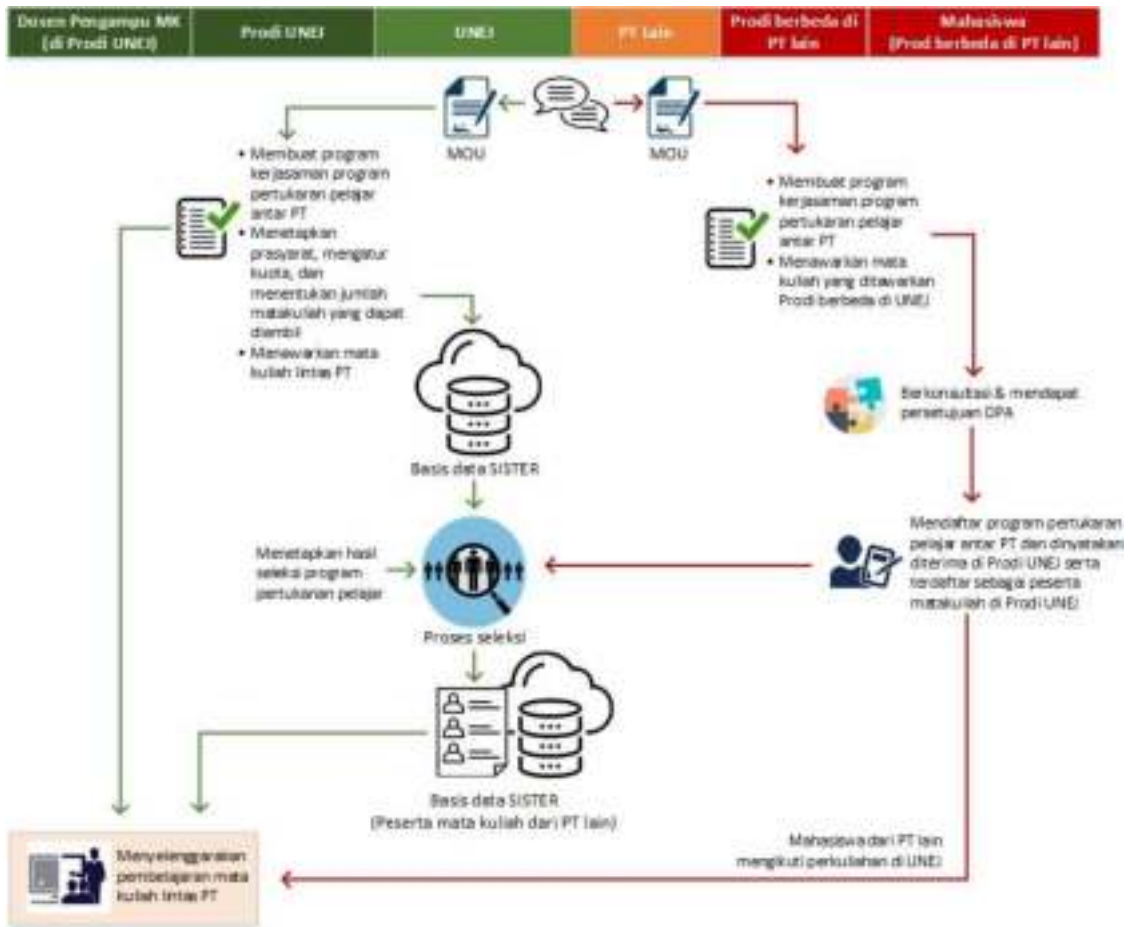 Dosen Pengampu MK
(di Prodi UNEJ)
Prodi UNEJ
UNEJ
PT lain
Prodi berbeda di
PT lain
Mahasiswa
(Prod berbeda di PT lain)
MOU
MOU
• Membuat program
kerjasaman program
pertukaran pelajar
antar PT
• Menetapkan
prasyarat, mengatur
kuota, dan
menentukan jumlah
matakuliah yang dapat
diambil
• Menawarkan mata
kuliah lintas PT
• Membuat program
kerjasaman program
pertukaran pelajar
antar PT
• Menawarkan mata
kuliah yang ditawarkan
Prodi berbeda di UNEJ
Basis data SISTER
Berkonsutasi & mendapat
persetujuan DPA
Menetapkan hasil
seleksi program
pertukaran pelajar
Proses seleksi
Mendaftar program pertukaran
pelajar antar PT dan dinyatakan
diterima di Prodi UNEJ serta
terdaftar sebagai peserta
matakuliah di Prodi UNEJ
Basis data SISTER
(Peserta mata kuliah dari PT lain)
Menyelenggarakan
pembelajaran mata
kuliah lintas PT
Mahasiswa dari PT lain
mengikuti perkuliahan di UNEJ